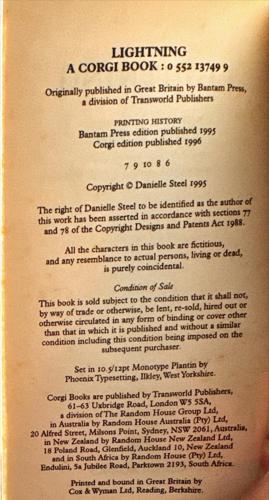 LIGHTNING
A CORGI BOOK : 0 552 13749 9
Originally published in Great Britain by Bantam Press,
a division of Transworld Publishers
PRINTING HISTORY
Bantam Press edition published 1995
Corgi edition published 1996
7 9 10 8 6
Copyright © Danielle Steel 1995
The right of Danielle Steel to be identified as the author of
this work has been asserted in accordance with sections 77
and 78 of the Copyright Designs and Patents Act 1988.
All the characters in this book are fictitious,
and any resemblance to actual persons, living or dead,
is purely coincidental.
Condition of Sale
This book is sold subject to the condition that it shall not,
by way of trade or otherwise, be lent, re-sold, hired out or
otherwise circulated in any form of binding or cover other
than that in which it is published and without a similar
condition including this condition being imposed on the
subsequent purchaser.
Set in 10.5/12pt Monotype Plantin by
Phoenix Typesetting, Ilkley, West Yorkshire.
Corgi Books are published by Transworld Publishers,
61–63 Uxbridge Road, London W5 5SA,
a division of The Random House Group Ltd,
in Australia by Random House Australia (Pty) Ltd,
20 Alfred Street, Milsons Point, Sydney, NSW 2061, Australia,
in New Zealand by Random House New Zealand Ltd,
18 Poland Road, Glenfield, Auckland 10, New Zealand
and in South Africa by Random House (Pty) Ltd,
Endulini, 5a Jubilee Road, Parktown 2193, South Africa.
Printed and bound in Great Britain by
Cox & Wyman Ltd, Reading, Berkshire.